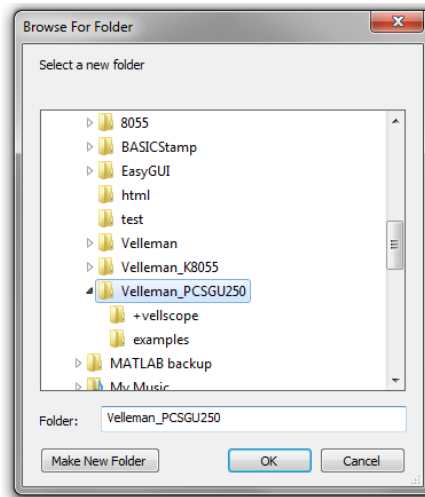 Browse For Folder
Select a new folder
8055
BASICStamp
EasyGUI
html
test
Velleman
Velleman_K8055
Velleman_PCSGU250
+vellscope
examples
MATLAB backup
My Music
Folder: Velleman_PCSGU250
Make New Folder OK Cancel